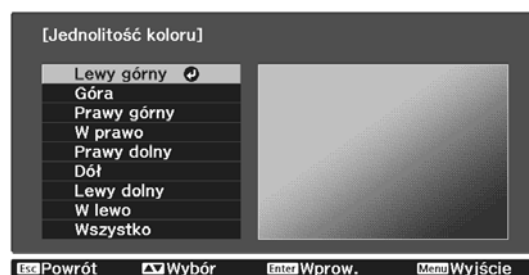 [Jednolitość koloru]
Lewy górny
Góra
Prawy górny
W prawo
Prawy dolny
Dół
Lewy dolny
W lewo
Wszystko
Esc Powrót Wybór Enter Wprow. Menu Wyjście